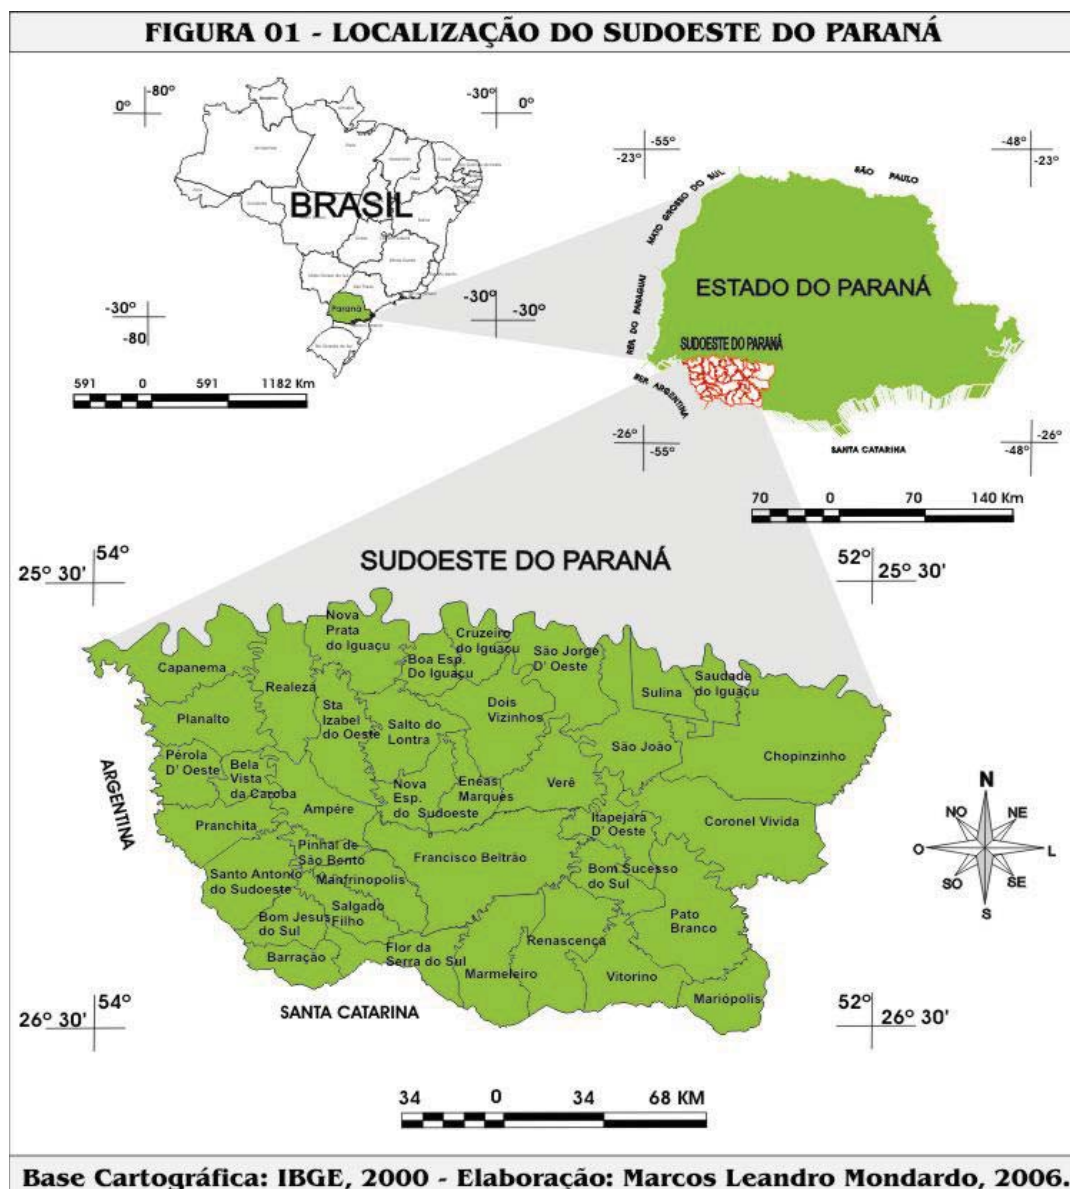 FIGURA 01 - LOCALIZAÇÃO DO SUDOESTE DO PARANÁ
0°
-80°
-30°
0°
BRASIL
Paraná
-30°
-80
-30°
-30°
591 0 591 1182 Km
-55°
-23°
-48°
-23°
MATO GROSSO DO SUL
SÃO PAULO
REP. DO PARAGUAI
ESTADO DO PARANÁ
SUDOESTE DO PARANÁ
REP. ARGENTINA
SANTA CATARINA
-26°
-55°
-26°
-48°
70 0 70 140 Km
SUDOESTE DO PARANÁ
54°
25° 30'
52°
25° 30'
Nova
Prata
do Iguaçu
Cruzeiro
do Iguaçu
Boa Esp.
Do Iguaçu
São Jorge
D' Oeste
Capanema
Realeza
Sulina
Saudade
do Iguaçu
Planalto
Sta
Izabel
do Oeste
Salto do
Lontra
Dois
Vizinhos
São João
Chopinzinho
Pérola
D' Oeste
Bela
Vista
da Caroba
Ampére
Nova
Esp.
do Sudoeste
Enéas
Marques
Verê
Itapejara
D' Oeste
Coronel Vivida
Pranchita
Pinhal de
São Bento
Francisco Beltrão
Bom Sucesso
do Sul
Santo Antonio
do Sudoeste
Manfrinopolis
Salgado
Filho
Bom Jesus
do Sul
Pato
Branco
Barração
Flor da
Serra do Sul
Renascença
Marmeleiro
Vitorino
Mariópolis
ARGENTINA
SANTA CATARINA
N
NO
NE
O
L
SO
SE
S
54°
26° 30'
52°
26° 30'
34 0 34 68 KM
Base Cartográfica: IBGE, 2000 - Elaboração: Marcos Leandro Mondardo, 2006.